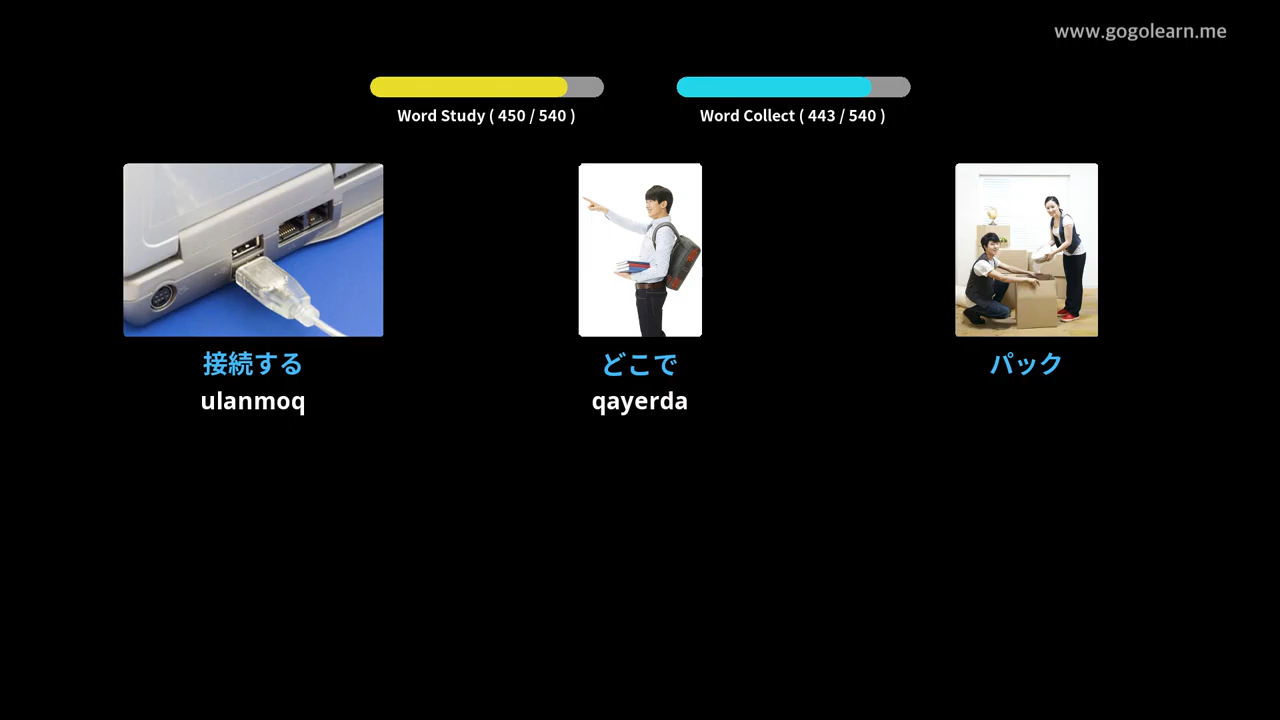 www.gogolearn.me
Word Study ( 450 / 540 )
Word Collect ( 443 / 540 )
接続する
ulanmoq
どこで
qayerda
パック